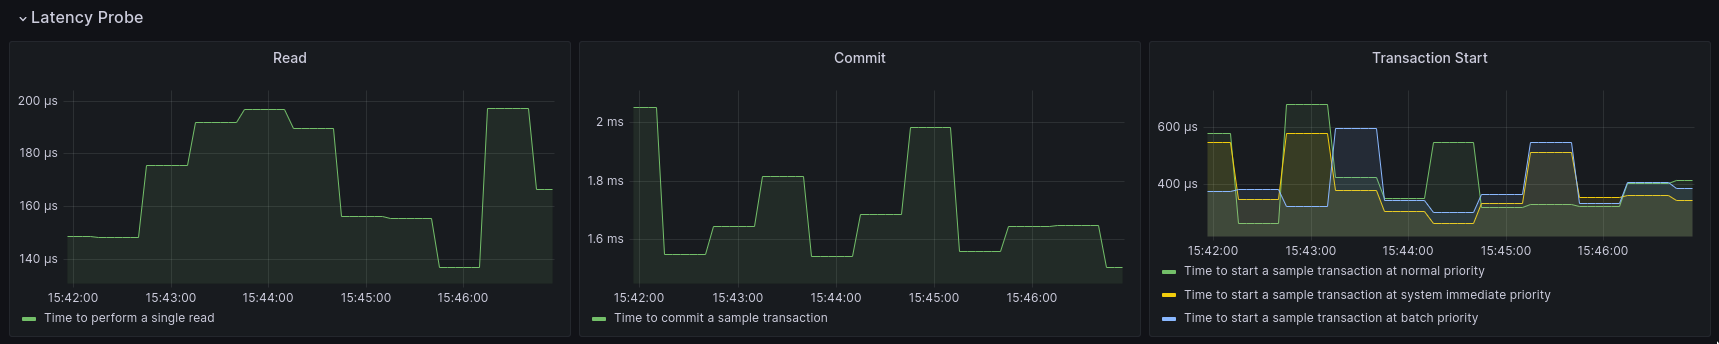 Latency Probe
Read
200 µs
180 µs
160 µs
140 µs
15:42:00 15:43:00 15:44:00 15:45:00 15:46:00
Time to perform a single read
Commit
2 ms
1.8 ms
1.6 ms
15:42:00 15:43:00 15:44:00 15:45:00 15:46:00
Time to commit a sample transaction
Transaction Start
600 µs
400 µs
15:42:00 15:43:00 15:44:00 15:45:00 15:46:00
Time to start a sample transaction at normal priority
Time to start a sample transaction at system immediate priority
Time to start a sample transaction at batch priority